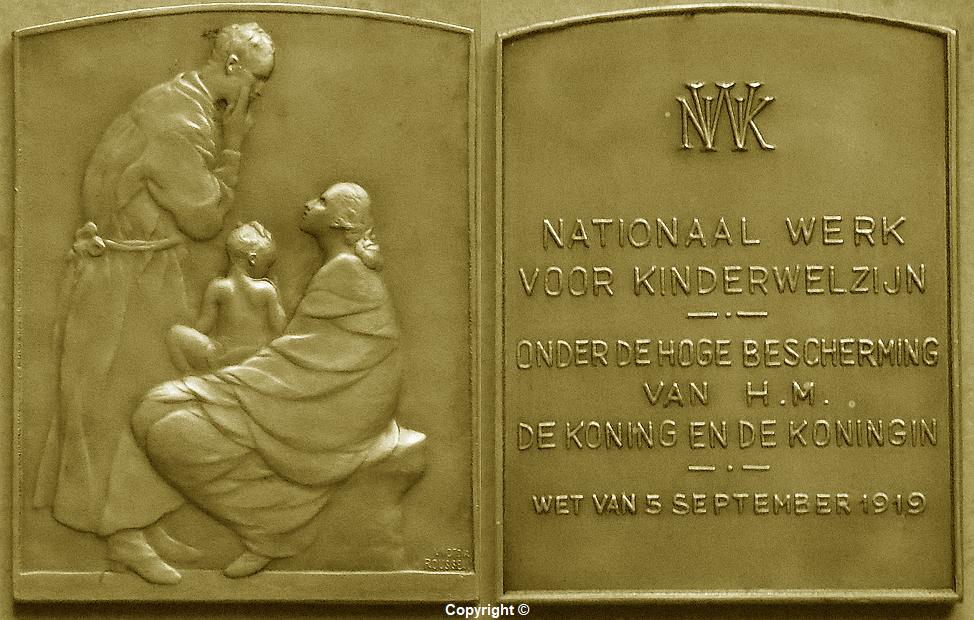 ROUSSEL
NWK
NATIONAAL WERK
VOOR KINDERWELZIJN
ONDER DE HOGE BESCHERMING
VAN H.M.
DE KONING EN DE KONINGIN
WET VAN 5 SEPTEMBER 1919
Copyright ©